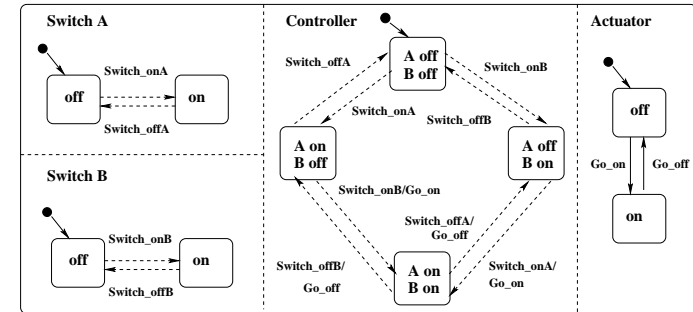 Switch A
Switch_onA
off
on
Switch_offA
Switch B
Switch_onB
off
on
Switch_offB
Controller
A off
B off
Switch_offA
Switch_onB
Switch_onA
Switch_offB
A on
B off
A off
B on
Switch_onB/Go_on
Switch_offA/
Go_off
Switch_offB/
Go_off
Switch_onA/
Go_on
A on
B on
Actuator
off
Go_on
Go_off
on